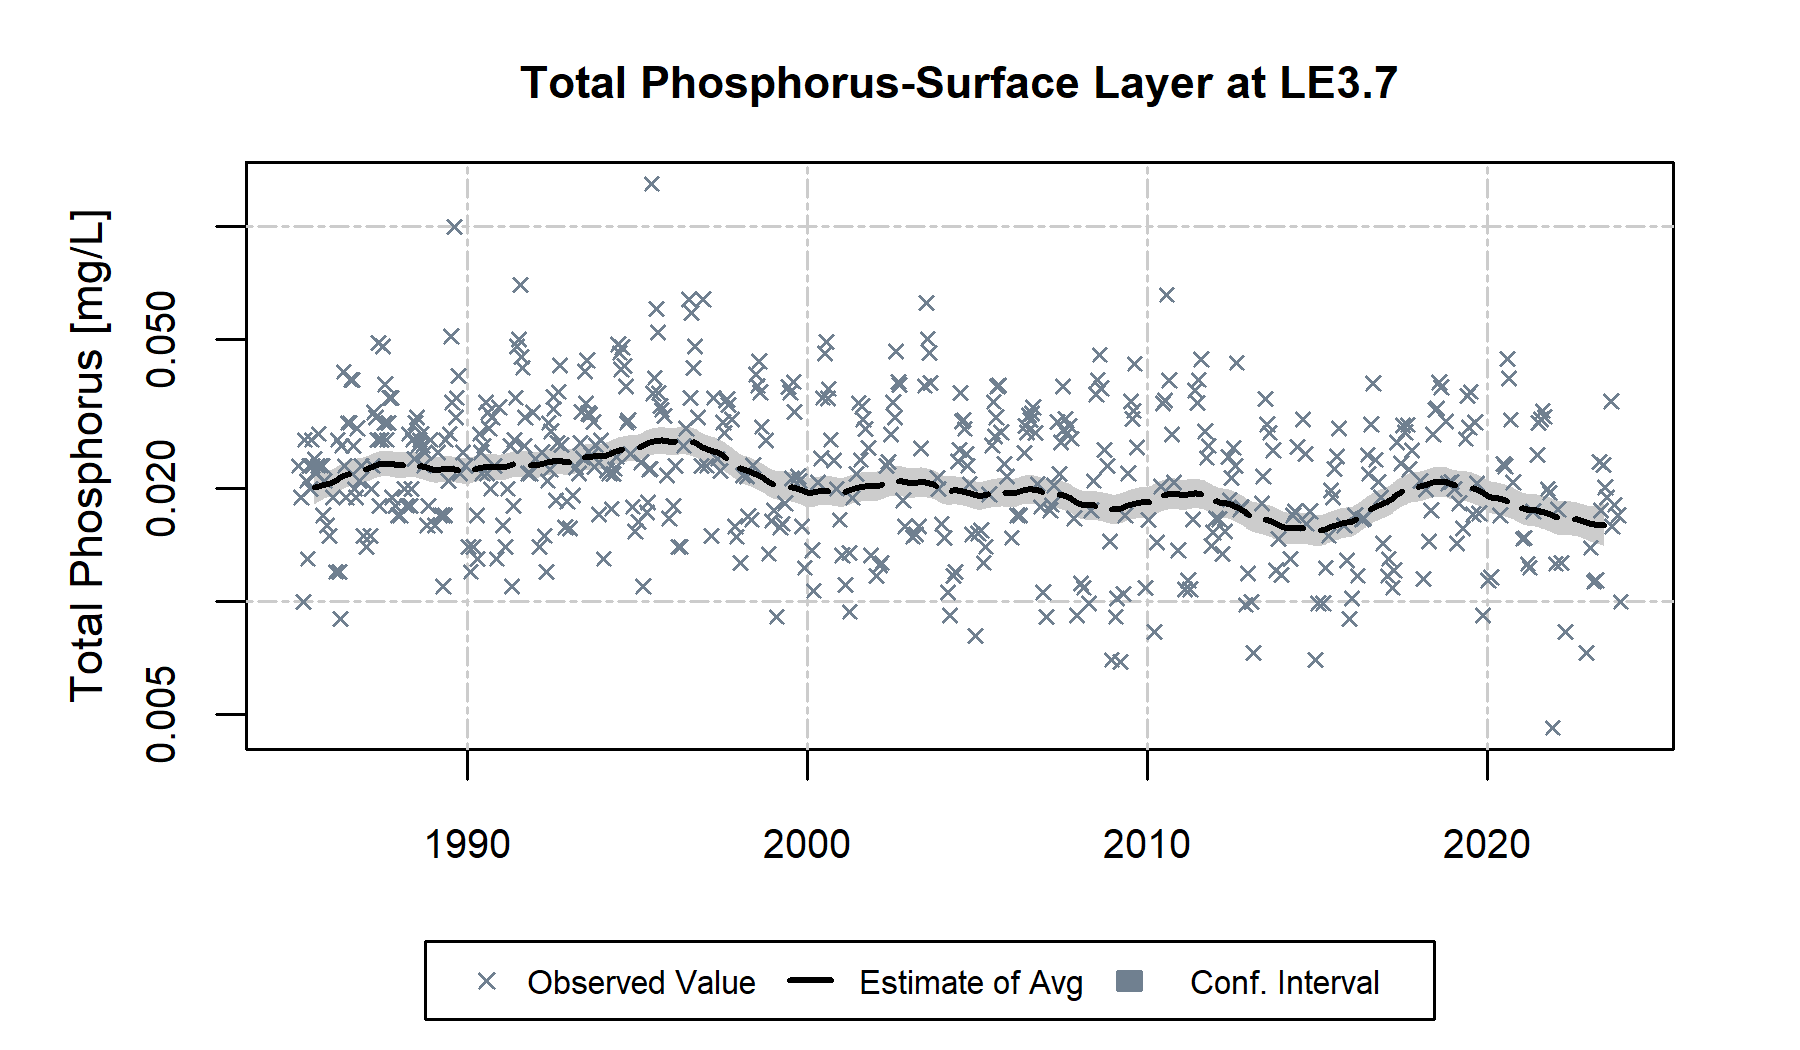 Total Phosphorus-Surface Layer at LE3.7
Total Phosphorus [mg/L]
0.050
0.020
0.005
1990 2000 2010 2020
Observed Value Estimate of Avg Conf. Interval